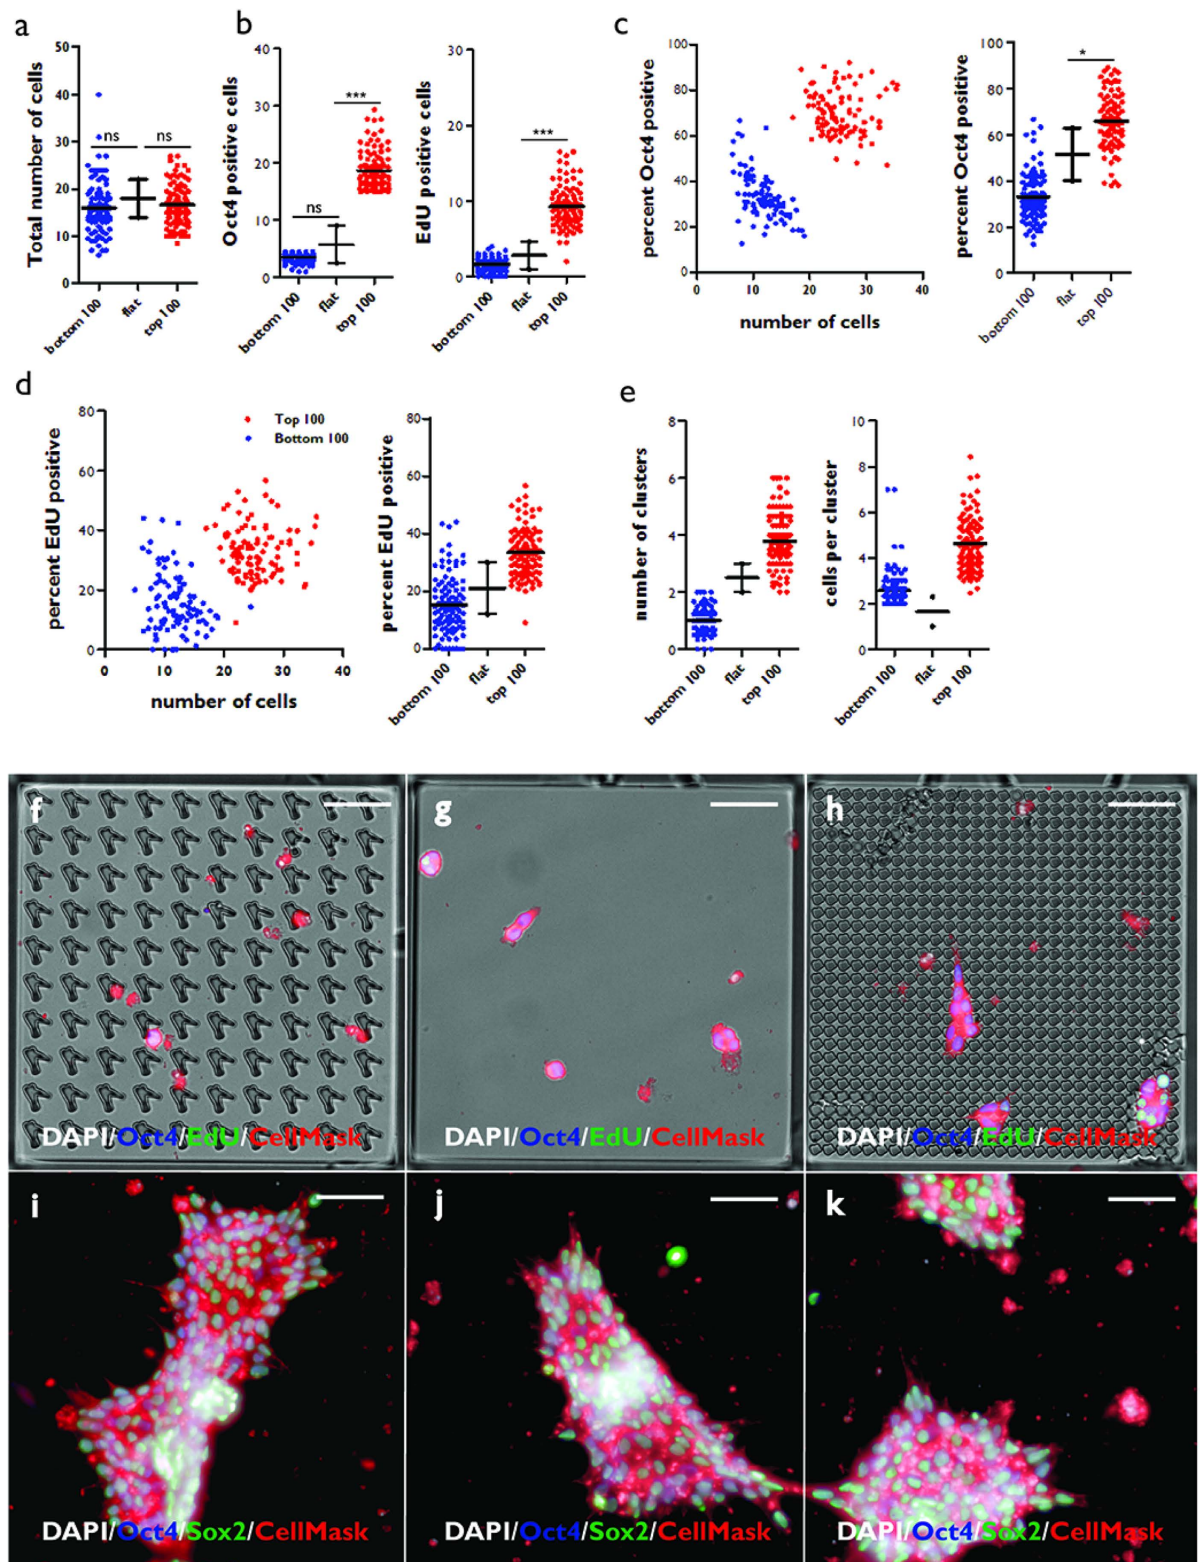 a
Total number of cells
50
40
30
20
10
0
ns
ns
bottom 100
flat
top 100
b
Oct4 positive cells
40
30
20
10
0
ns
***
bottom 100
flat
top 100
EdU positive cells
30
20
10
0
***
bottom 100
flat
top 100
c
percent Oct4 positive
100
80
60
40
20
0
0
10
20
30
40
number of cells
percent Oct4 positive
100
80
60
40
20
0
*
bottom 100
flat
top 100
d
percent EdU positive
80
60
40
20
0
Top 100
Bottom 100
0
10
20
30
40
number of cells
percent EdU positive
80
60
40
20
0
bottom 100
flat
top 100
e
number of clusters
8
6
4
2
0
bottom 100
flat
top 100
cells per cluster
10
8
6
4
2
0
bottom 100
flat
top 100
f
DAPI/Oct4/EdU/CellMask
g
DAPI/Oct4/EdU/CellMask
h
DAPI/Oct4/EdU/CellMask
i
DAPI/Oct4/Sox2/CellMask
j
DAPI/Oct4/Sox2/CellMask
k
DAPI/Oct4/Sox2/CellMask